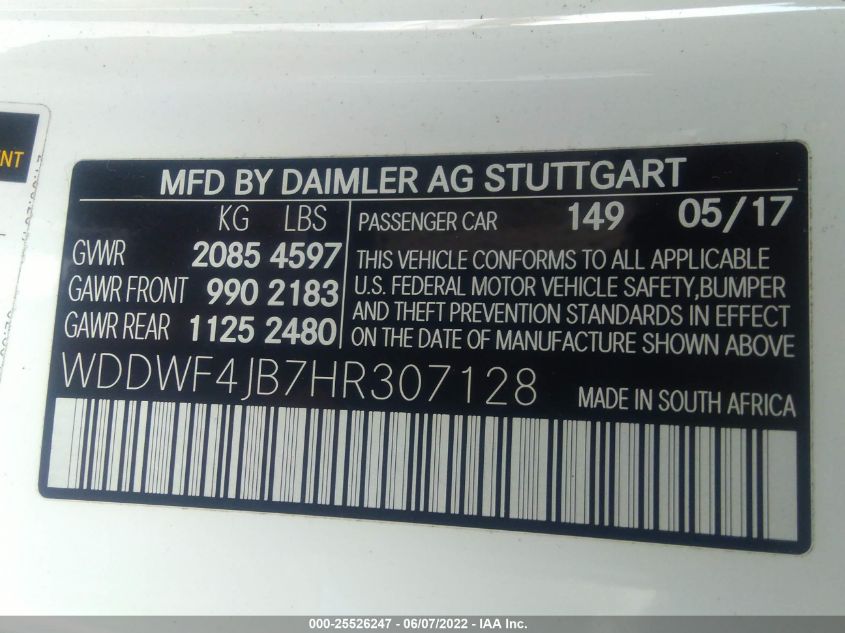 NT
MFD BY DAIMLER AG STUTTGART
KG LBS
GVWR 2085 4597
GAWR FRONT 990 2183
GAWR REAR 1125 2480
PASSENGER CAR 149 05/17
THIS VEHICLE CONFORMS TO ALL APPLICABLE
U.S. FEDERAL MOTOR VEHICLE SAFETY,BUMPER
AND THEFT PREVENTION STANDARDS IN EFFECT
ON THE DATE OF MANUFACTURE SHOWN ABOVE
WDDWF4JB7HR307128
MADE IN SOUTH AFRICA
000-25526247 - 06/07/2022 - IAA Inc.